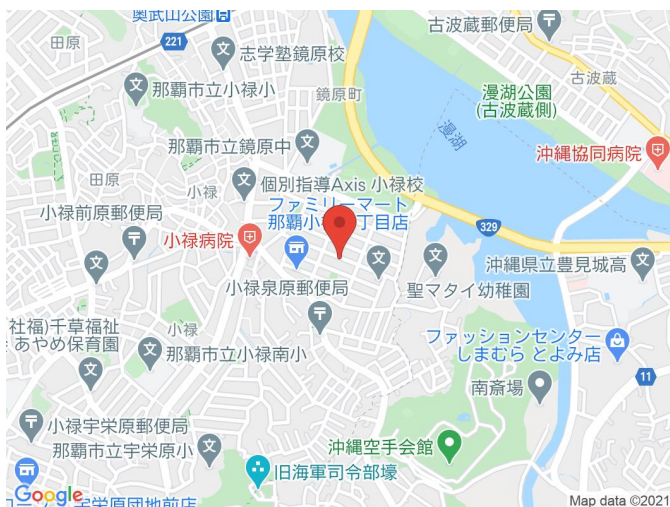 奥武山公園
古波蔵郵便局
田原
221
志学塾鏡原校
古波蔵
那覇市立小禄小
鏡原町
漫湖公園
(古波蔵側)
漫湖
那覇市立鏡原中
沖縄協同病院
田原
小禄
個別指導Axis 小禄校
小禄前原郵便局
ファミリーマート
丁目店
329
小禄病院
沖縄県立豊見城高
小禄泉原郵便局
聖マタイ幼稚園
社福)千草福祉
あやめ保育園
小禄
那覇市立小禄南小
ファッションセンター
しまむら とよみ店
11
南斎場
小禄宇栄原郵便局
那覇市立宇栄原小
沖縄空手会館
旧海軍司令部壕
宇栄原団地前店
Google
Map data ©2021